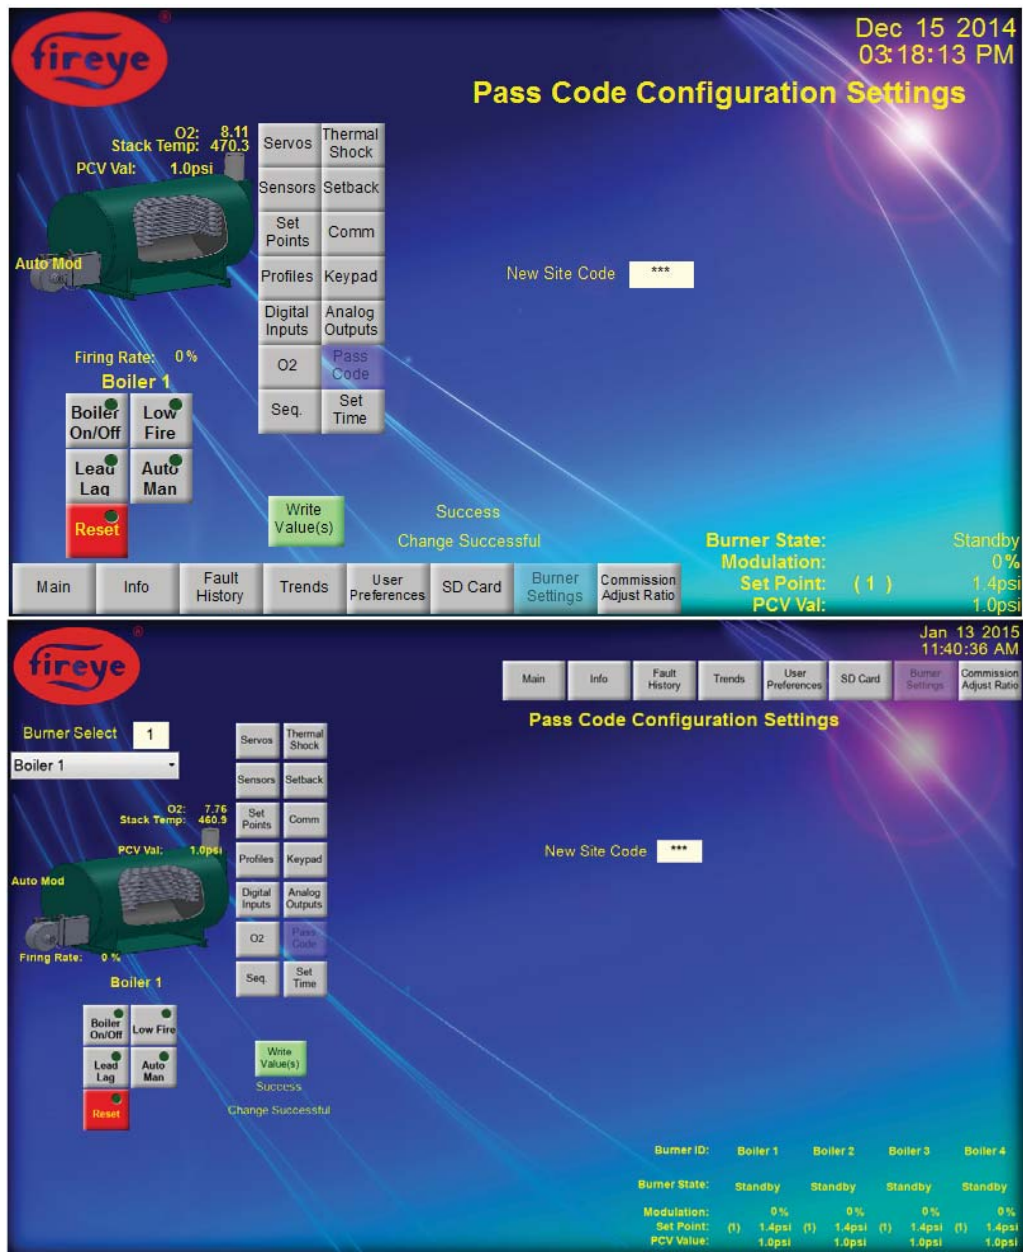 fireye
®
Dec 15 2014
03:18:13 PM
Pass Code Configuration Settings
O2: 8.11
Stack Temp: 470.3
PCV Val: 1.0psi
Auto Mod
Firing Rate: 0 %
Boiler 1
Boiler On/Off
Low Fire
Lead Lag
Auto Man
Reset
Servos
Thermal Shock
Sensors
Setback
Set Points
Comm
Profiles
Keypad
Digital Inputs
Analog Outputs
O2
Pass Code
Seq.
Set Time
New Site Code ***
Write Value(s)
Success
Change Successful
Burner State: Standby
Modulation: 0%
Set Point: ( 1 ) 1.4psi
PCV Val: 1.0psi
Main
Info
Fault History
Trends
User Preferences
SD Card
Burner Settings
Commission Adjust Ratio
fireye
®
Jan 13 2015
11:40:36 AM
Main
Info
Fault History
Trends
User Preferences
SD Card
Burner Settings
Commission Adjust Ratio
Pass Code Configuration Settings
Burner Select 1
Boiler 1
O2: 7.76
Stack Temp: 460.9
PCV Val: 1.0psi
Auto Mod
Firing Rate: 0 %
Boiler 1
Boiler On/Off
Low Fire
Lead Lag
Auto Man
Reset
Servos
Thermal Shock
Sensors
Setback
Set Points
Comm
Profiles
Keypad
Digital Inputs
Analog Outputs
O2
Pass Code
Seq.
Set Time
New Site Code ***
Write Value(s)
Success
Change Successful
Burner ID: Boiler 1 Boiler 2 Boiler 3 Boiler 4
Burner State: Standby Standby Standby Standby
Modulation: 0% 0% 0% 0%
Set Point: (1) 1.4psi (1) 1.4psi (1) 1.4psi (1) 1.4psi
PCV Value: 1.0psi 1.0psi 1.0psi 1.0psi